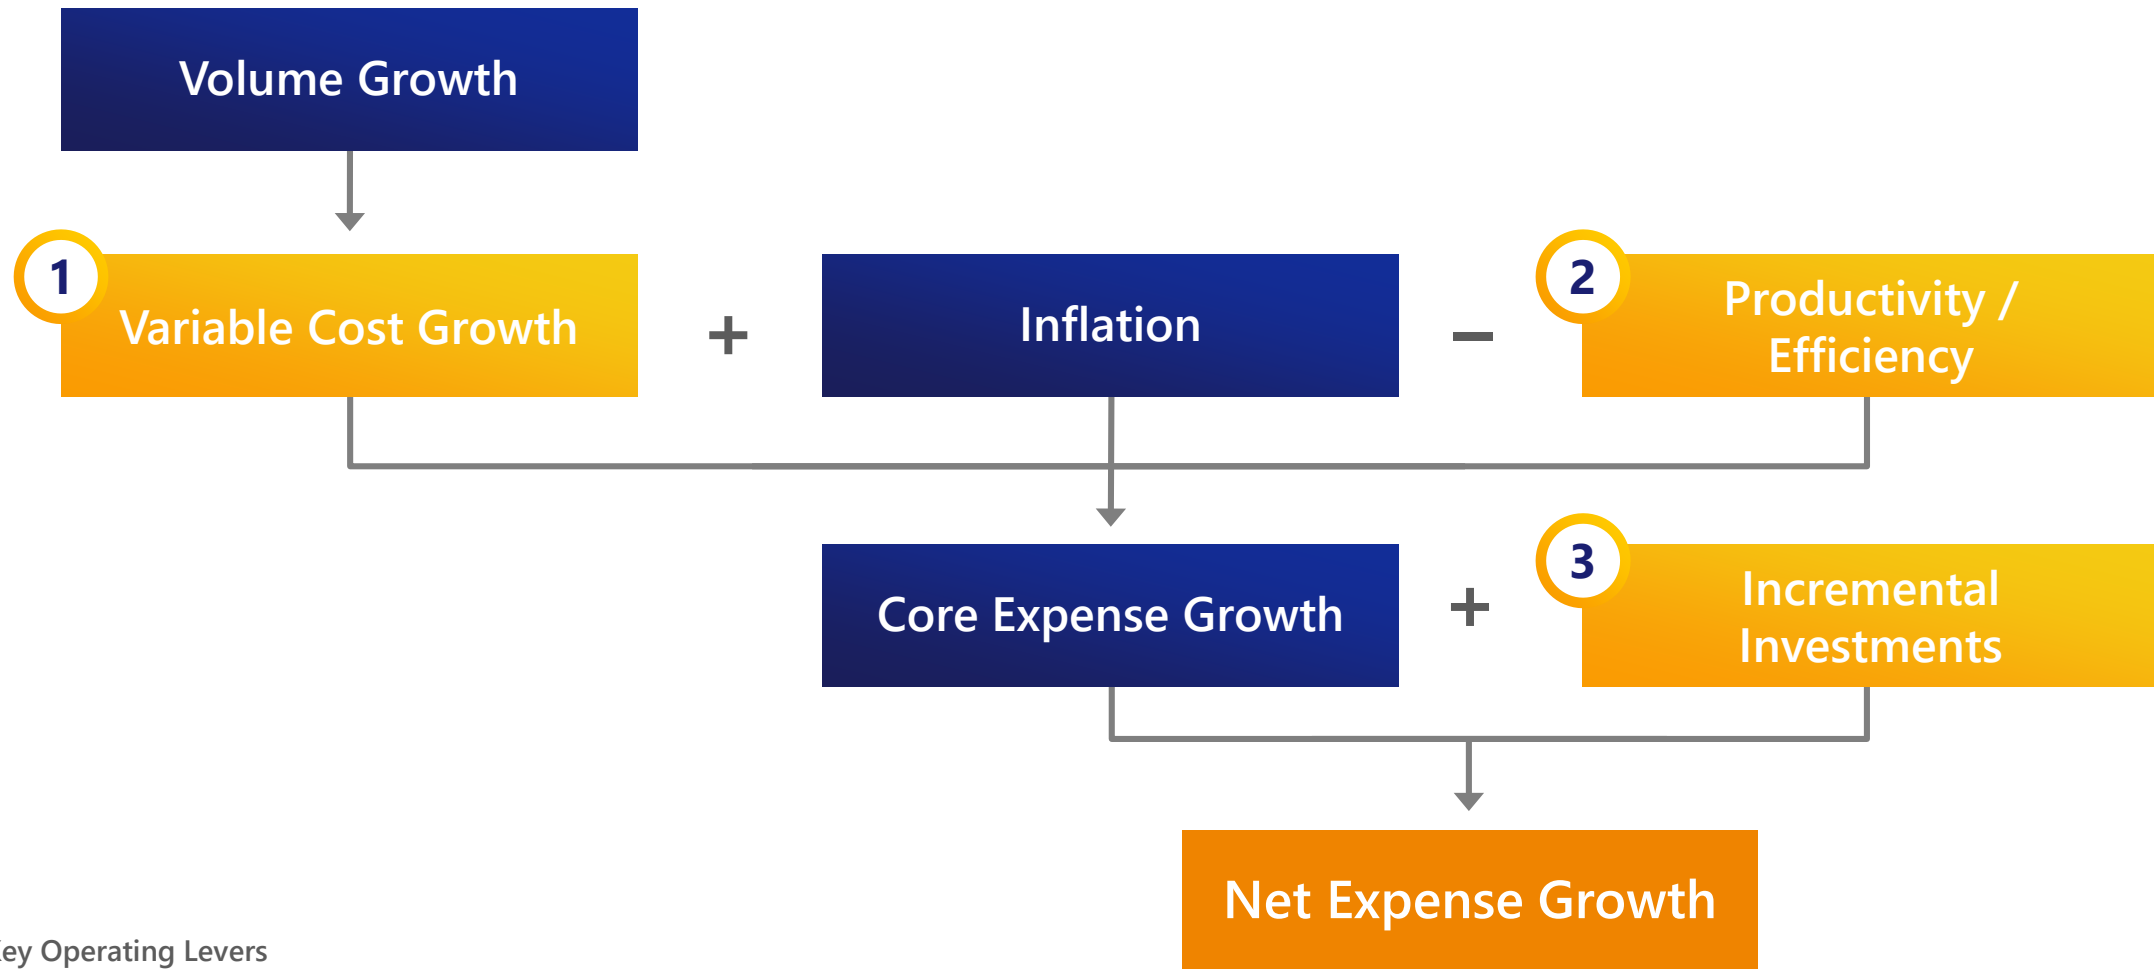 Volume Growth
1
Variable Cost Growth
+
Inflation
−
2
Productivity /
Efficiency
Core Expense Growth
+
3
Incremental
Investments
Net Expense Growth
Operating Levers